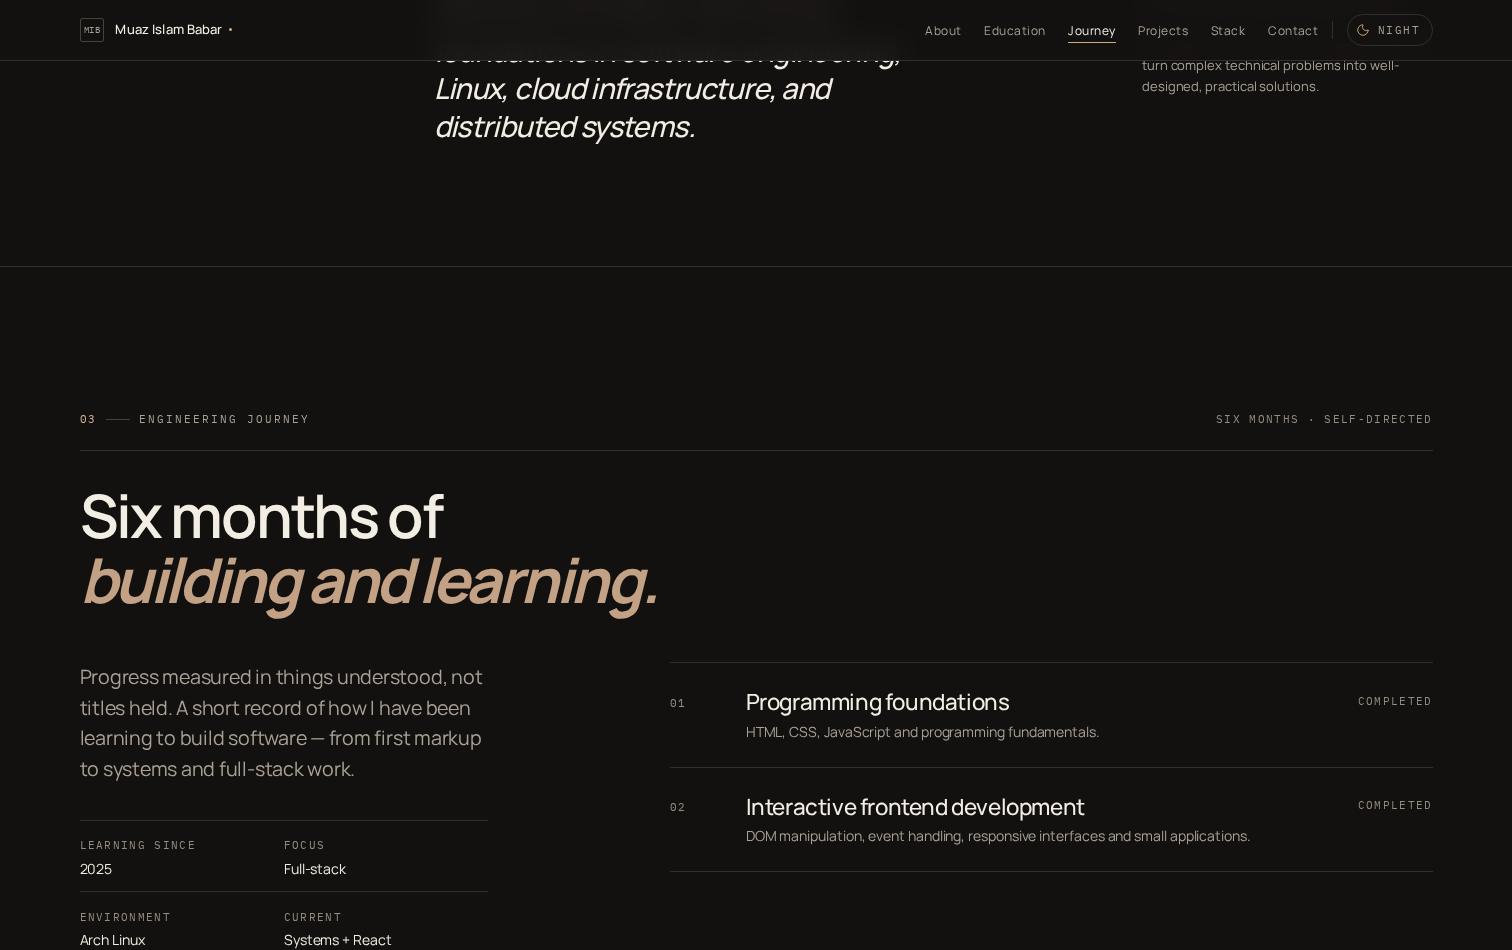 MIB
Muaz Islam Babar
About
Education
Journey
Projects
Stack
Contact
NIGHT
foundations in software engineering,
Linux, cloud infrastructure, and
distributed systems.
turn complex technical problems into well-
designed, practical solutions.
03
ENGINEERING JOURNEY
SIX MONTHS · SELF-DIRECTED
Six months of
building and learning.
Progress measured in things understood, not
titles held. A short record of how I have been
learning to build software — from first markup
to systems and full-stack work.
LEARNING SINCE
2025
FOCUS
Full-stack
ENVIRONMENT
Arch Linux
CURRENT
Systems + React
01
Programming foundations
COMPLETED
HTML, CSS, JavaScript and programming fundamentals.
02
Interactive frontend development
COMPLETED
DOM manipulation, event handling, responsive interfaces and small applications.